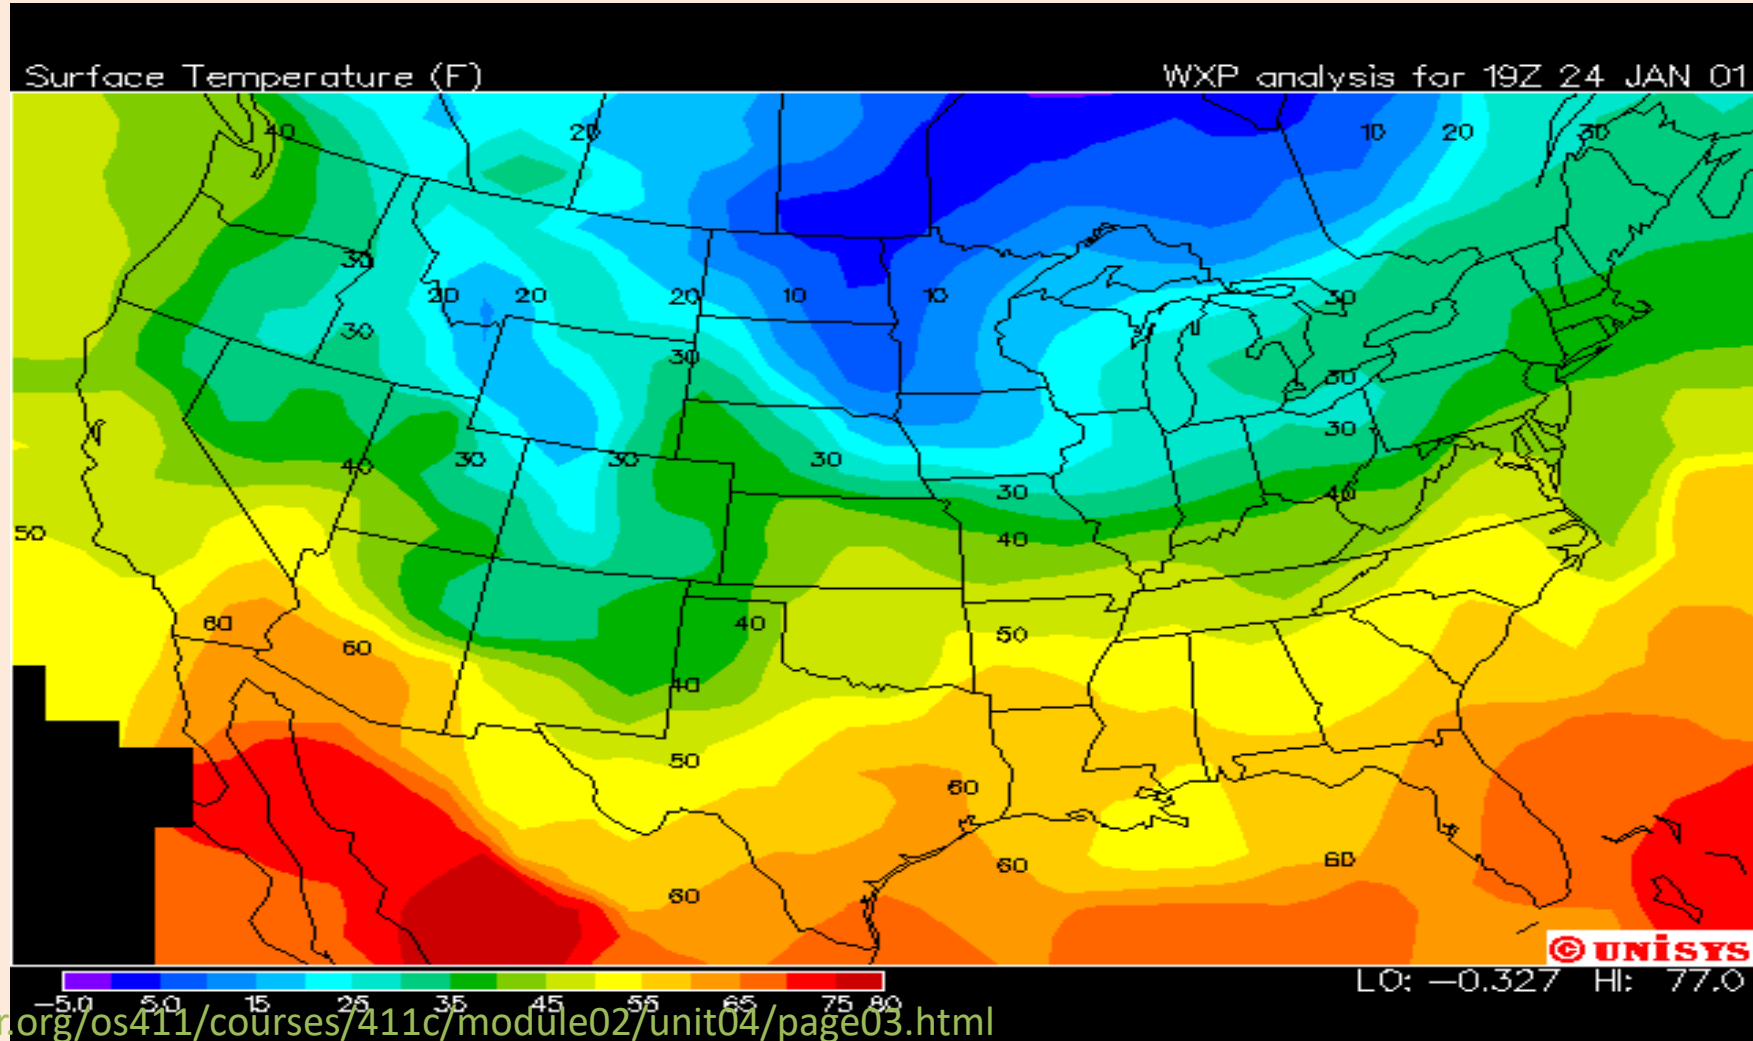 Surface Temperature (F) WXP analysis for 19Z 24 JAN 01
40 20 10 20 30
30
20 20 20 10 10 30
30 30
30
30
40 30 30 30 30 40
50 40
60 60 40 50
40
50
60
60 60
60
© UNISYS
LO: -0.327 HI: 77.0
-5.0 5.0 15 25 35 45 55 65 75 80
r.org/os411/courses/411c/module02/unit04/page03.html